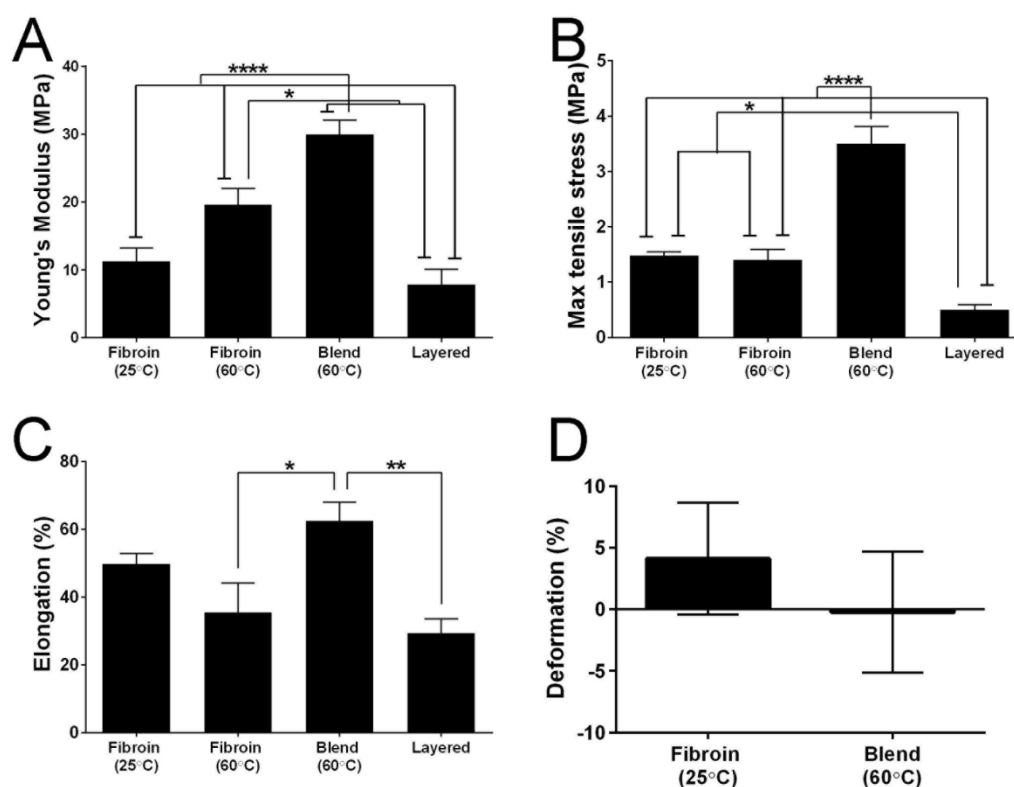 A
Young's Modulus (MPa)
40
30
20
10
0
****
*
Fibroin
(25°C)
Fibroin
(60°C)
Blend
(60°C)
Layered
B
Max tensile stress (MPa)
5
4
3
2
1
0
****
*
Fibroin
(25°C)
Fibroin
(60°C)
Blend
(60°C)
Layered
C
Elongation (%)
80
60
40
20
0
*
**
Fibroin
(25°C)
Fibroin
(60°C)
Blend
(60°C)
Layered
D
Deformation (%)
10
5
0
-5
-10
Fibroin
(25°C)
Blend
(60°C)